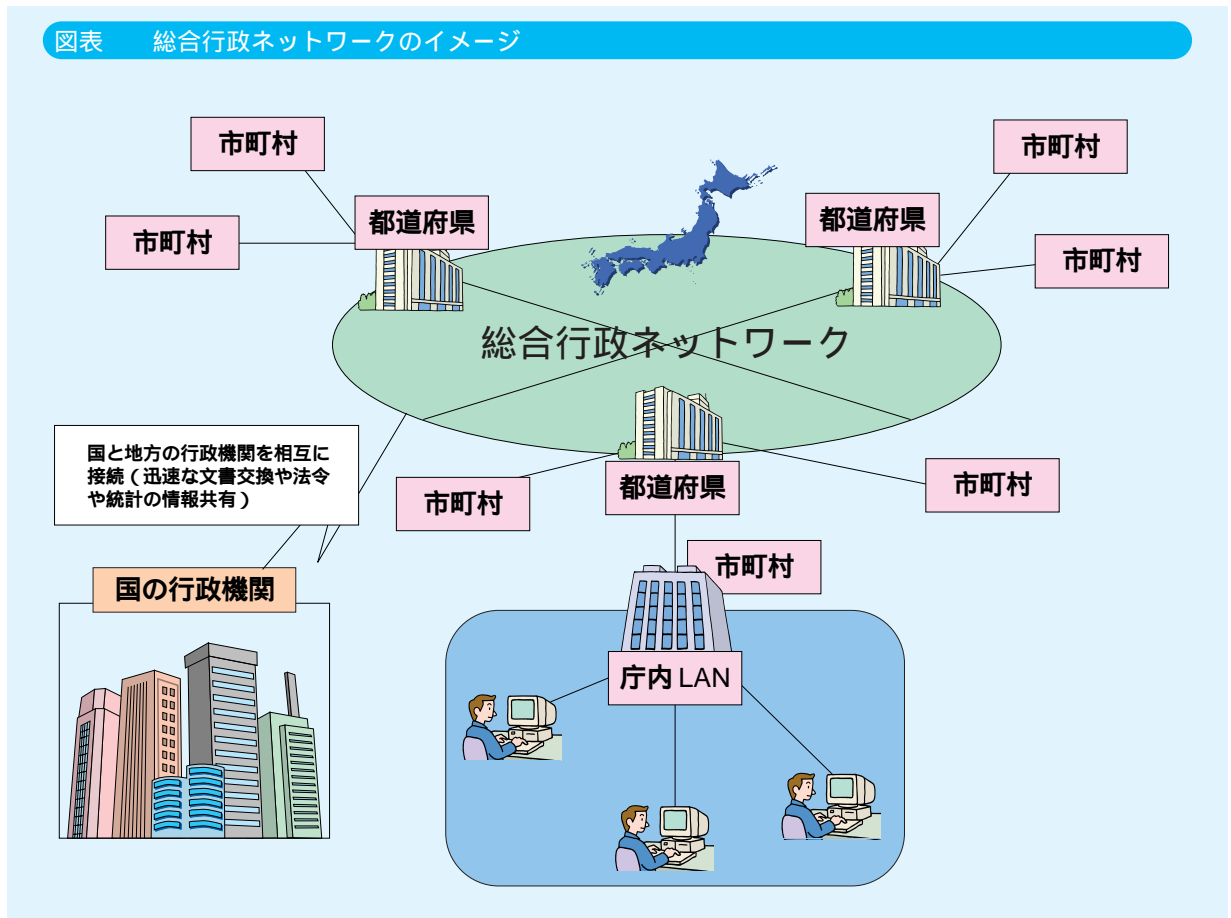 図表 総合行政ネットワークのイメージ
市町村
市町村
市町村
都道府県
都道府県
市町村
市町村
総合行政ネットワーク
国と地方の行政機関を相互に
接続（迅速な文書交換や法令
や統計の情報共有）
市町村
都道府県
市町村
市町村
国の行政機関
庁内 LAN